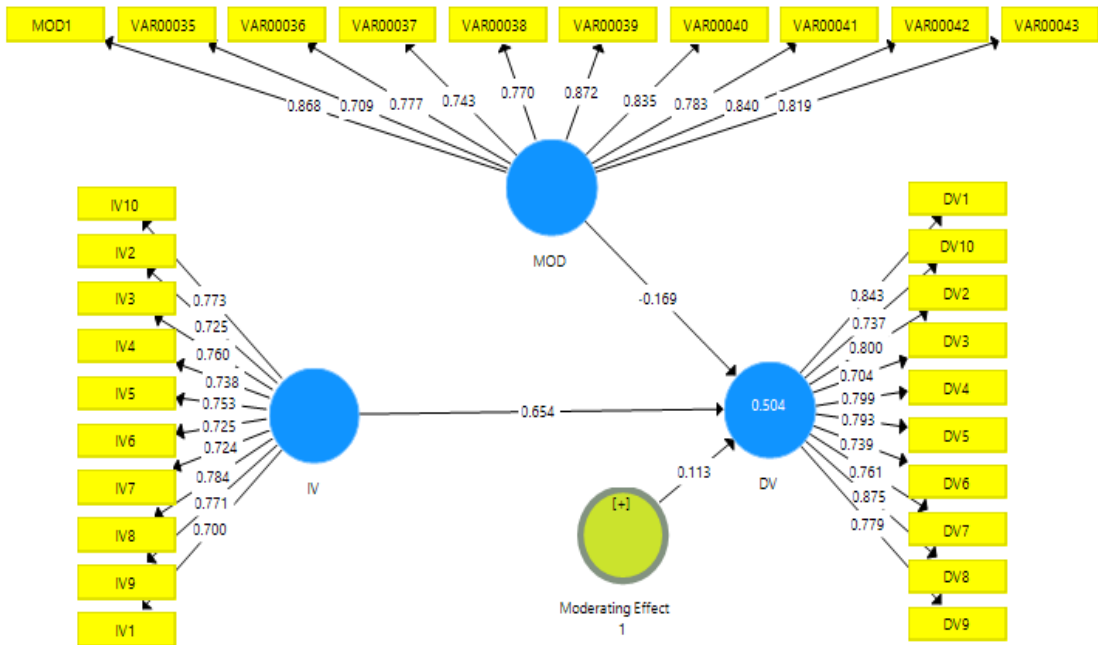 MOD1
VAR00035
VAR00036
VAR00037
VAR00038
VAR00039
VAR00040
VAR00041
VAR00042
VAR00043
0.868
0.709
0.777
0.743
0.770
0.872
0.835
0.783
0.840
0.819
MOD
-0.169
IV10
IV2
IV3
IV4
IV5
IV6
IV7
IV8
IV9
IV1
0.773
0.725
0.760
0.738
0.753
0.725
0.724
0.784
0.771
0.700
IV
0.654
0.504
DV
0.113
[+]
Moderating Effect
1
0.843
0.737
0.800
0.704
0.799
0.793
0.739
0.761
0.875
0.779
DV1
DV10
DV2
DV3
DV4
DV5
DV6
DV7
DV8
DV9